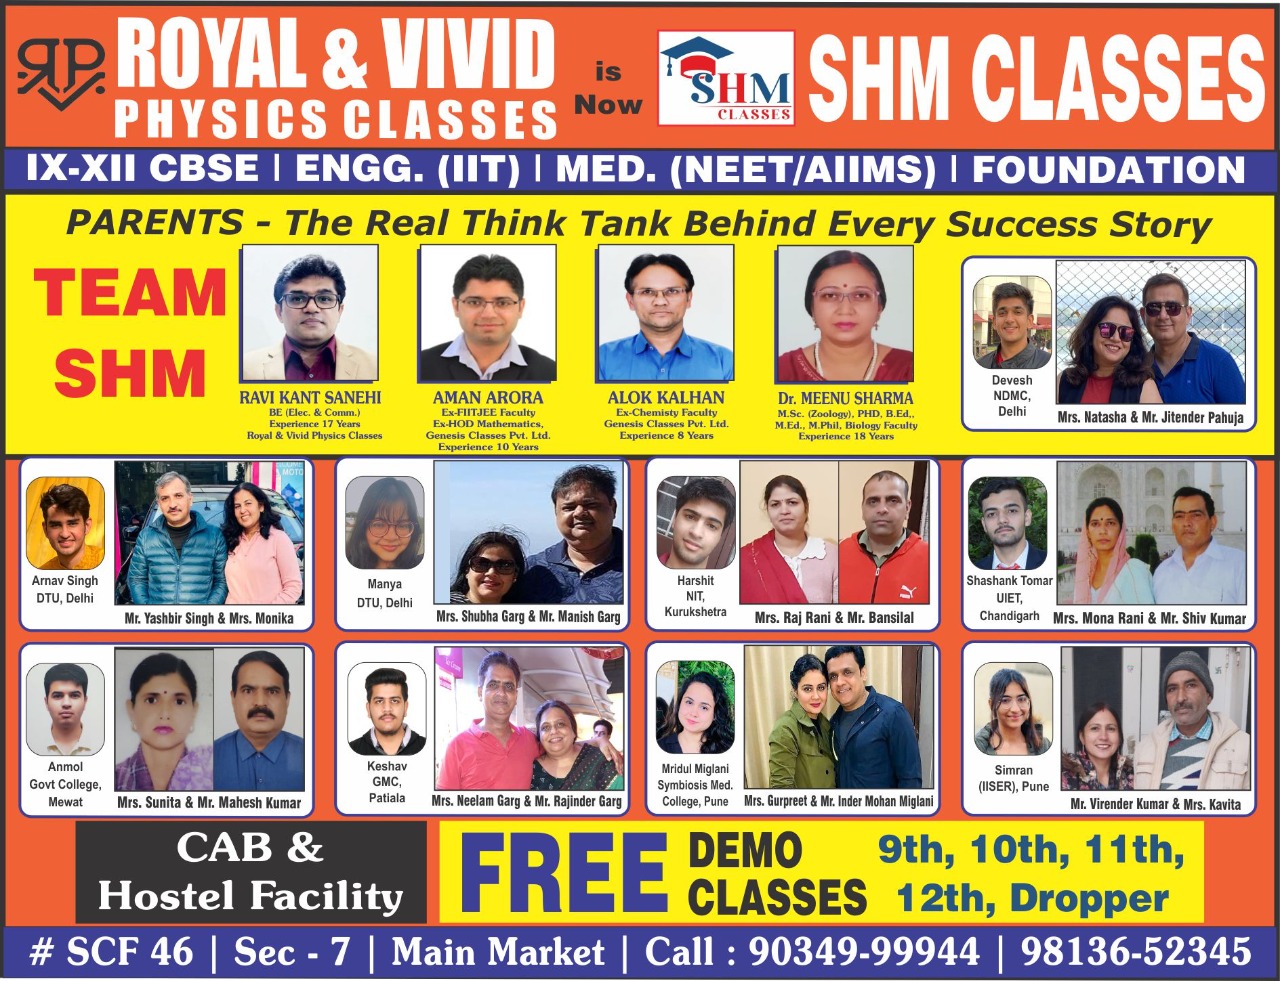 ROYAL & VIVID
PHYSICS CLASSES
is
Now
SHM
CLASSES
SHM CLASSES
IX-XII CBSE | ENGG. (IIT) | MED. (NEET/AIIMS) | FOUNDATION
PARENTS - The Real Think Tank Behind Every Success Story
TEAM
SHM
RAVI KANT SANEHI
BE (Elec. & Comm.)
Experience 17 Years
Royal & Vivid Physics Classes
AMAN ARORA
Ex-FIITJEE Faculty
Ex-HOD Mathematics,
Genesis Classes Pvt. Ltd.
Experience 10 Years
ALOK KALHAN
Ex-Chemisty Faculty
Genesis Classes Pvt. Ltd.
Experience 8 Years
Dr. MEENU SHARMA
M.Sc. (Zoology), PHD, B.Ed.,
M.Ed., M.Phil, Biology Faculty
Experience 18 Years
Devesh
NDMC,
Delhi
Mrs. Natasha & Mr. Jitender Pahuja
Arnav Singh
DTU, Delhi
Mr. Yashbir Singh & Mrs. Monika
Manya
DTU, Delhi
Mrs. Shubha Garg & Mr. Manish Garg
Harshit
NIT,
Kurukshetra
Mrs. Raj Rani & Mr. Bansilal
Shashank Tomar
UIET,
Chandigarh
Mrs. Mona Rani & Mr. Shiv Kumar
Anmol
Govt College,
Mewat
Mrs. Sunita & Mr. Mahesh Kumar
Keshav
GMC,
Patiala
Mrs. Neelam Garg & Mr. Rajinder Garg
Mridul Miglani
Symbiosis Med.
College, Pune
Mrs. Gurpreet & Mr. Inder Mohan Miglani
Simran
(IISER), Pune
Mr. Virender Kumar & Mrs. Kavita
CAB &
Hostel Facility
FREE
DEMO
CLASSES
9th, 10th, 11th,
12th, Dropper
# SCF 46 | Sec - 7 | Main Market | Call : 90349-99944 | 98136-52345